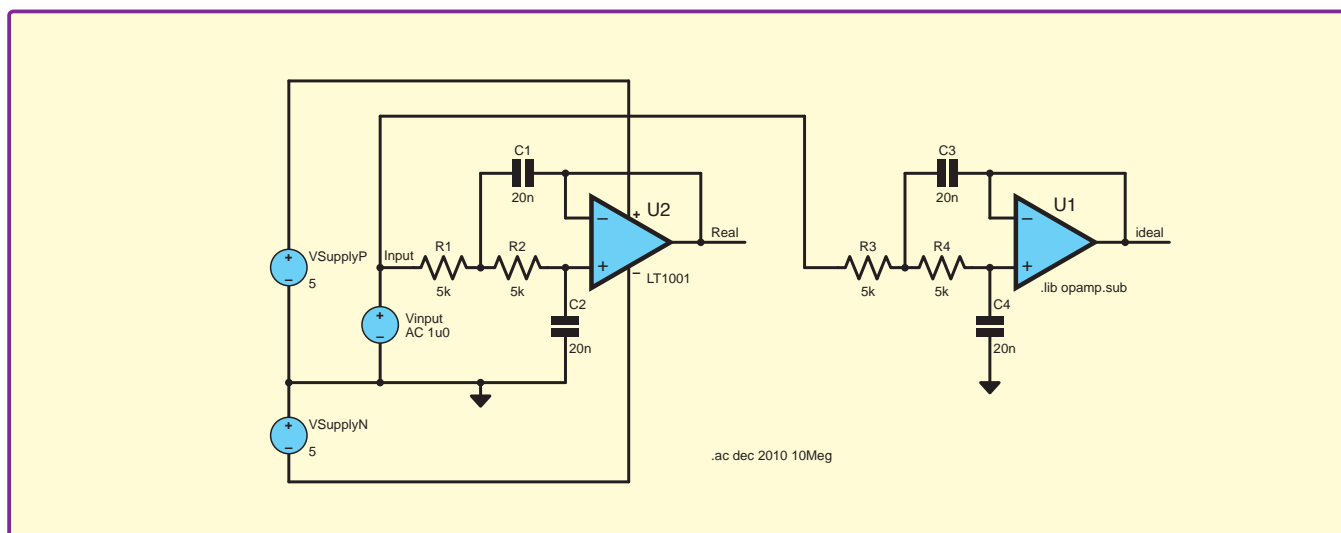 C1
20n
U2
+
−
+
−
Real
LT1001
VSupplyP
+
−
5
Input
R1
5k
R2
5k
C2
20n
Vinput
AC 1u0
+
−
VSupplyN
+
−
5
.ac dec 2010 10Meg
C3
20n
U1
−
+
ideal
R3
5k
R4
5k
.lib opamp.sub
C4
20n